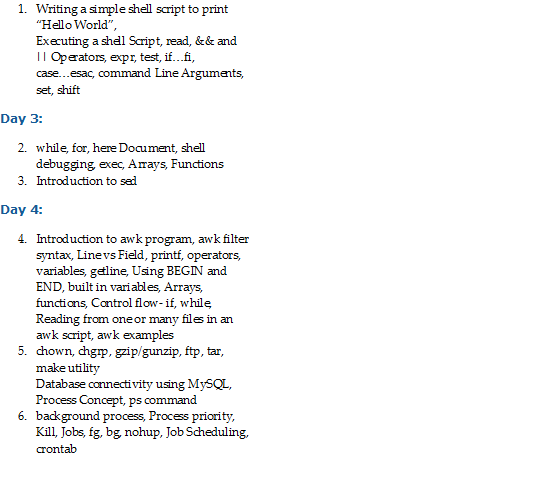 1. Writing a simple shell script to print
“Hello World”,
Executing a shell Script, read, && and
|| Operators, expr, test, if…fi,
case…esac, command Line Arguments,
set, shift
Day 3:
2. while, for, here Document, shell
debugging, exec, Arrays, Functions
3. Introduction to sed
Day 4:
4. Introduction to awk program, awk filter
syntax, Line vs Field, printf, operators,
variables, getline, Using BEGIN and
END, built in variables, Arrays,
functions, Control flow- if, while,
Reading from one or many files in an
awk script, awk examples
5. chown, chgrp, gzip/gunzip, ftp, tar,
make utility
Database connectivity using MySQL,
Process Concept, ps command
6. background process, Process priority,
Kill, Jobs, fg, bg, nohup, Job Scheduling,
crontab